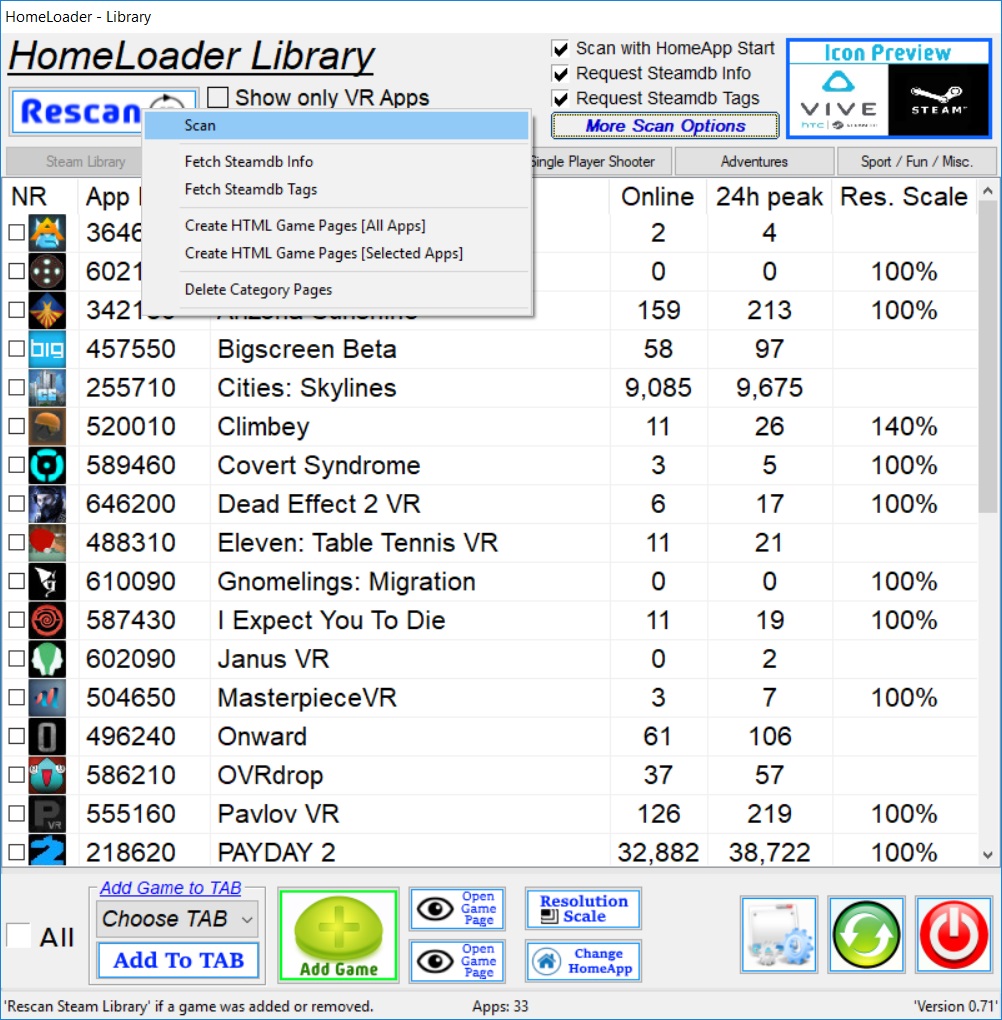 HomeLoader - Library
HomeLoader Library
Scan with HomeApp Start
Request Steamdb Info
Request Steamdb Tags
More Scan Options
Icon Preview
VIVE
htc
STEAM™
Rescan
Show only VR Apps
Scan
Fetch Steamdb Info
Fetch Steamdb Tags
Create HTML Game Pages [All Apps]
Create HTML Game Pages [Selected Apps]
Delete Category Pages
Steam Library
Single Player Shooter
Adventures
Sport / Fun / Misc.
NR App Online 24h peak Res. Scale
3646 2 4
6021 0 0 100%
342180 Arizona Sunshine 159 213 100%
457550 Bigscreen Beta 58 97
255710 Cities: Skylines 9,085 9,675
520010 Climbey 11 26 140%
589460 Covert Syndrome 3 5 100%
646200 Dead Effect 2 VR 6 17 100%
488310 Eleven: Table Tennis VR 11 21
610090 Gnomelings: Migration 0 0 100%
587430 I Expect You To Die 11 19 100%
602090 Janus VR 0 2
504650 MasterpieceVR 3 7 100%
496240 Onward 61 106
586210 OVRdrop 37 57
555160 Pavlov VR 126 219 100%
218620 PAYDAY 2 32,882 38,722 100%
big
PVR
2
All
Add Game to TAB
Choose TAB
Add To TAB
Add Game
Open Game Page
Open Game Page
Resolution Scale
Change HomeApp
'Rescan Steam Library' if a game was added or removed.
Apps: 33
'Version 0.71'